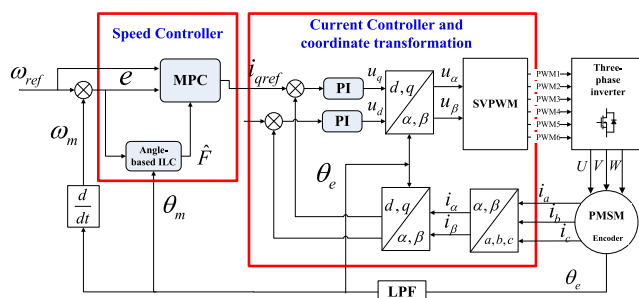 Speed Controller
Current Controller and
coordinate transformation
ω_ref
e
MPC
i_qref
PI
u_q
d, q
α, β
u_α
SVPWM
PWM1
PWM2
PWM3
PWM4
PWM5
PWM6
Three-
phase
inverter
PI
u_d
u_β
ω_m
Angle-
based ILC
F̂
θ_m
θ_e
U V W
d/dt
d, q
α, β
i_α
i_β
α, β
a,b,c
i_a
i_b
i_c
PMSM
Encoder
θ_e
LPF